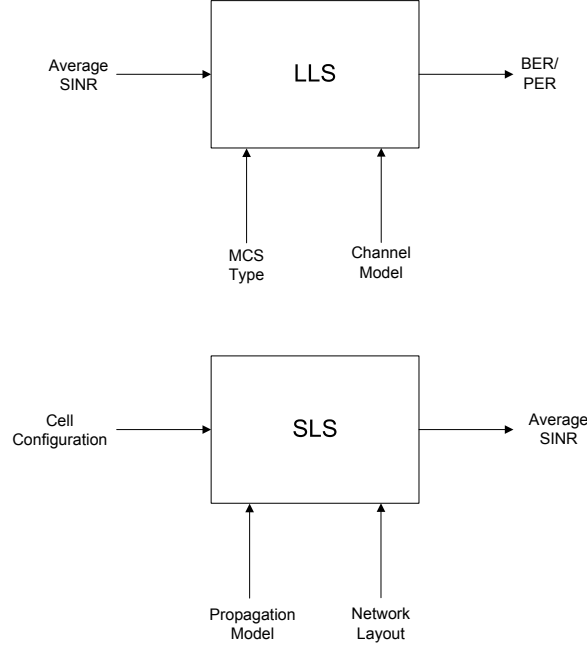 Average
SINR
LLS
BER/
PER
MCS
Type
Channel
Model
Cell
Configuration
SLS
Average
SINR
Propagation
Model
Network
Layout